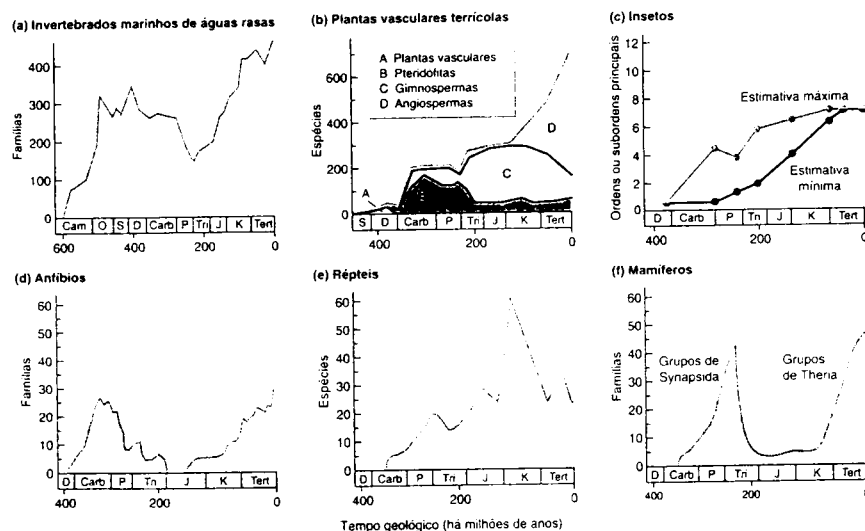 (a) Invertebrados marinhos de águas rasas
Famílias
400
300
200
100
0
Cam O S D Carb P Tri J K Tert
600 400 200 0
(b) Plantas vasculares terrícolas
A Plantas vasculares
B Pteridófilas
C Gimnospermas
D Angiospermas
Espécies
600
400
200
0
A
D
C
S D Carb P Tri J K Tert
400 200 0
(c) Insetos
Ordens ou subordens principais
12
10
8
6
4
2
0
Estimativa máxima
Estimativa
mínima
D Carb P Tri J K Tert
400 200 0
(d) Anfíbios
Famílias
60
50
40
30
20
10
0
D Carb P Tri J K Tert
400 200 0
(e) Répteis
Espécies
60
50
40
30
20
10
0
D Carb P Tri J K Tert
400 200 0
(f) Mamíferos
Famílias
60
50
40
30
20
10
0
Grupos de
Synapsida
Grupos
de Theria
D Carb P Tri J K Tert
400 200 0
Tempo geológico (há milhões de anos)